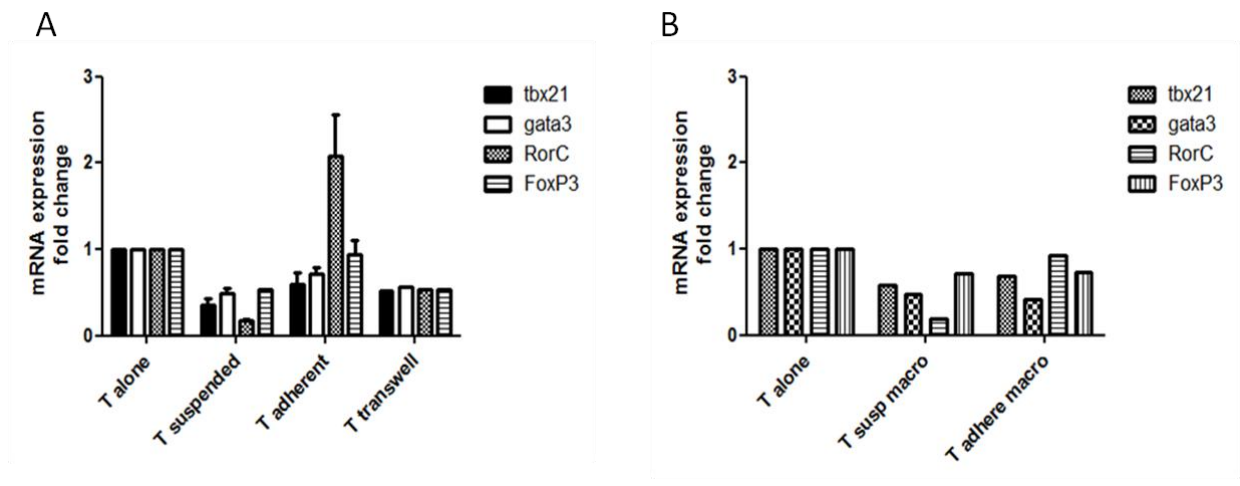 A
mRNA expression
fold change
3
2
1
0
T alone
T suspended
T adherent
T transwell
tbx21
gata3
RorC
FoxP3
B
mRNA expression
fold change
3
2
1
0
T alone
T susp macro
T adhere macro
tbx21
gata3
RorC
FoxP3